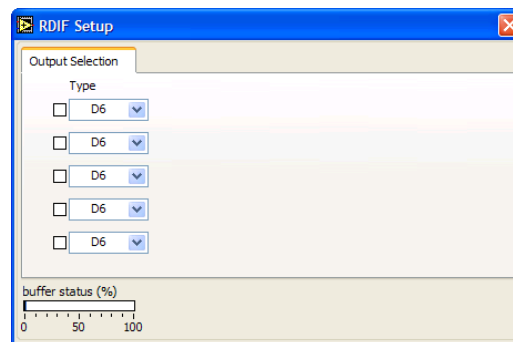 RDIF Setup
Output Selection
Type
D6
D6
D6
D6
D6
buffer status (%)
0 50 100